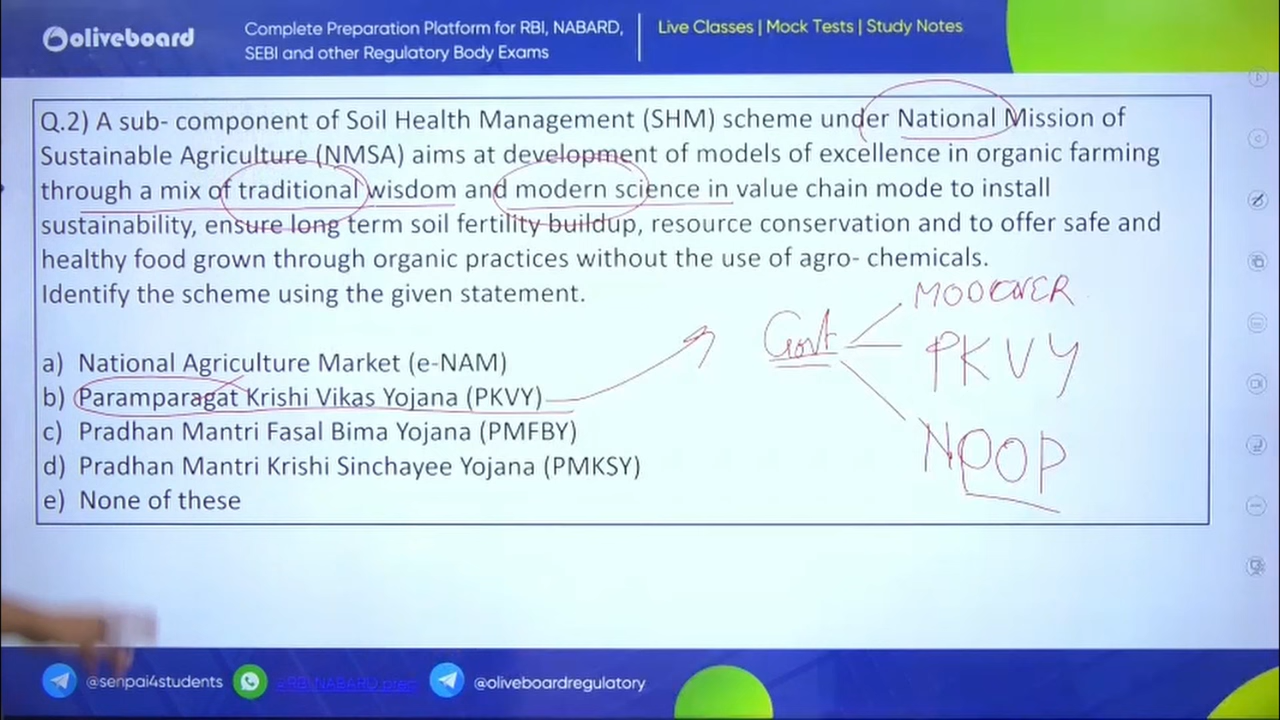 oliveboard
Complete Preparation Platform for RBI, NABARD,
SEBI and other Regulatory Body Exams
Live Classes | Mock Tests | Study Notes
Q.2) A sub- component of Soil Health Management (SHM) scheme under National Mission of
Sustainable Agriculture (NMSA) aims at development of models of excellence in organic farming
through a mix of traditional wisdom and modern science in value chain mode to install
sustainability, ensure long term soil fertility buildup, resource conservation and to offer safe and
healthy food grown through organic practices without the use of agro- chemicals.
Identify the scheme using the given statement.
a) National Agriculture Market (e-NAM)
b) Paramparagat Krishi Vikas Yojana (PKVY)
c) Pradhan Mantri Fasal Bima Yojana (PMFBY)
d) Pradhan Mantri Krishi Sinchayee Yojana (PMKSY)
e) None of these
Govt
PKVY
NPOP
@senpai4students
@oliveboardregulatory